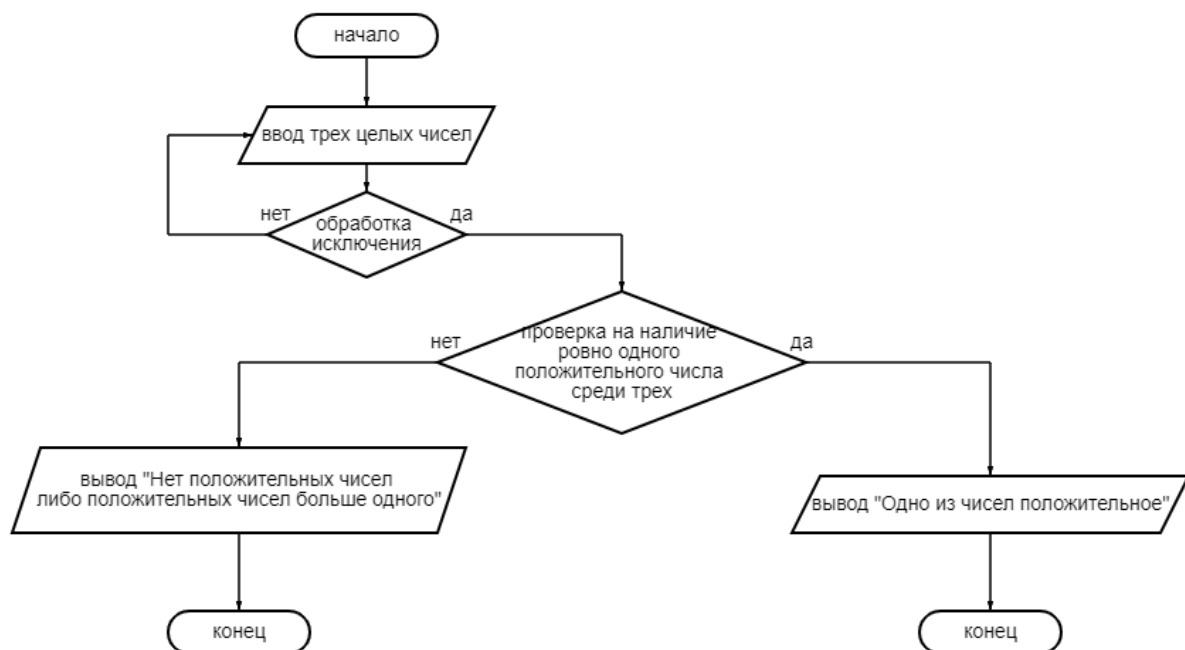 начало
ввод трех целых чисел
нет
да
обработка
исключения
нет
да
проверка на наличие
ровно одного
положительного числа
среди трех
вывод "Нет положительных чисел
либо положительных чисел больше одного"
вывод "Одно из чисел положительное"
конец
конец